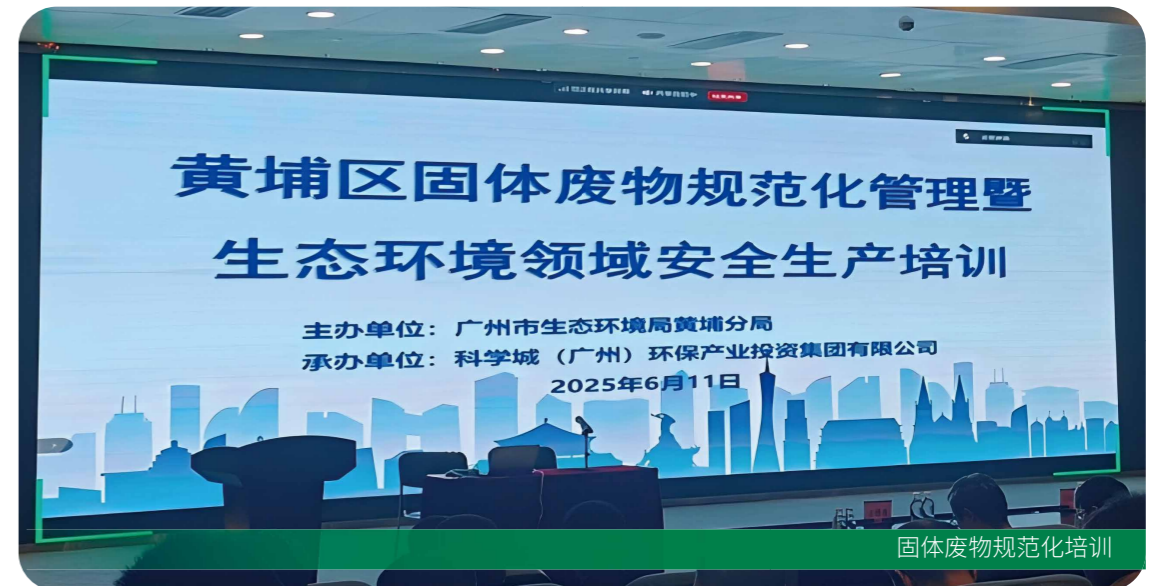 黄埔区固体废物规范化管理暨
生态环境领域安全生产培训
主办单位：广州市生态环境局黄埔分局
承办单位：科学城（广州）环保产业投资集团有限公司
2025年6月11日
固体废物规范化培训